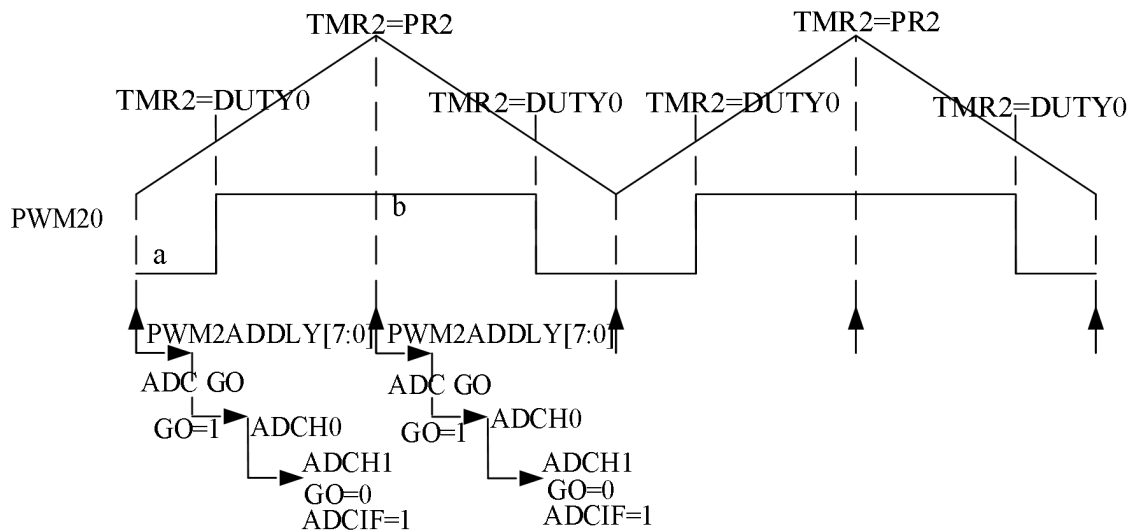 TMR2=PR2
TMR2=PR2
TMR2=DUTY0
TMR2=DUTY0
TMR2=DUTY0
TMR2=DUTY0
PWM20
b
a
PWM2ADDLY[7:0]
PWM2ADDLY[7:0]
ADC GO
ADC GO
GO=1
ADCH0
GO=1
ADCH0
ADCH1
ADCH1
GO=0
GO=0
ADCIF=1
ADCIF=1